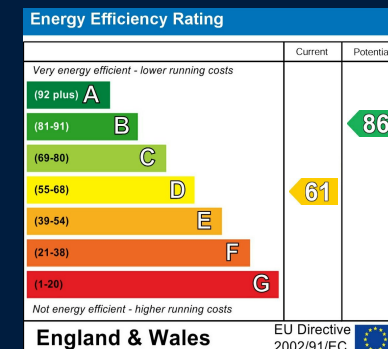 Energy Efficiency Rating
Current
Potentia
Very energy efficient - lower running costs
(92 plus) A
(81-91) B
86
(69-80) C
(55-68) D
61
(39-54) E
(21-38) F
(1-20) G
Not energy efficient - higher running costs
England & Wales
EU Directive
2002/91/EC